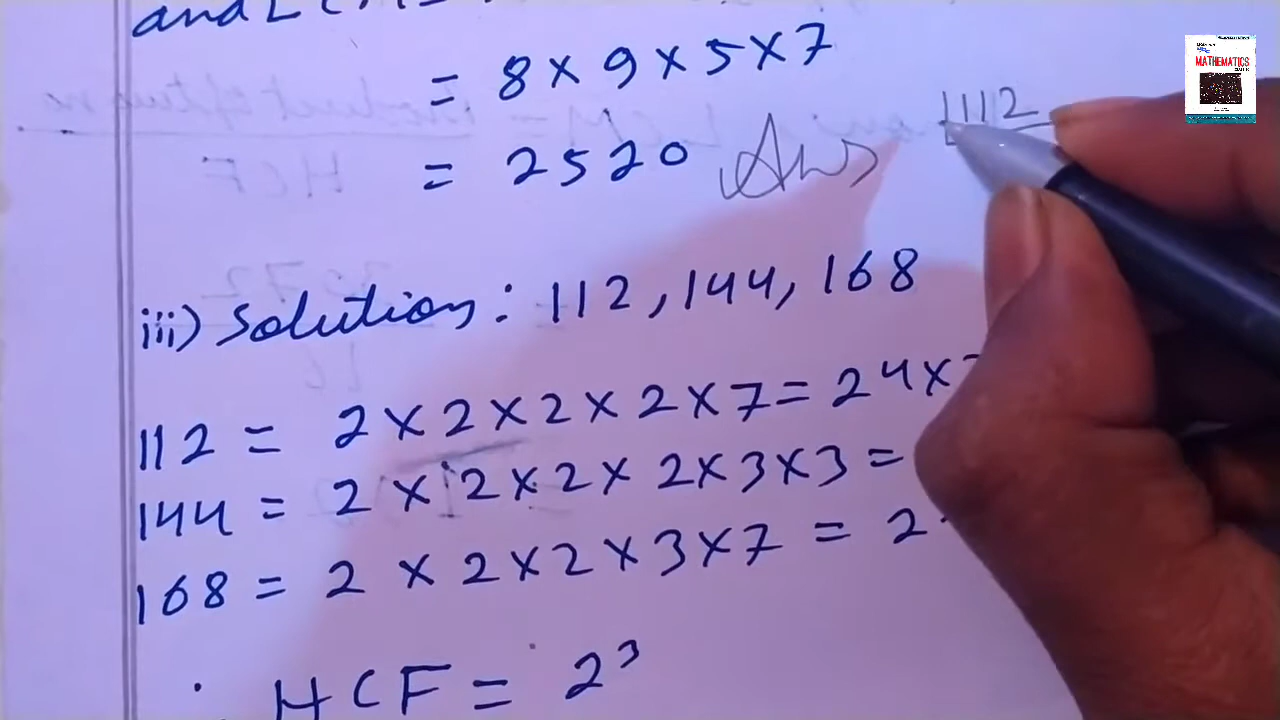 and LCM =
= 8 × 9 × 5 × 7
= 2520 Ans
112
iii) Solution : 112, 144, 168
112 = 2 × 2 × 2 × 2 × 7 = 2⁴ ×
144 = 2 × 2 × 2 × 2 × 3 × 3 =
168 = 2 × 2 × 2 × 3 × 7 = 2
HCF = 2³
MATHEMATICS